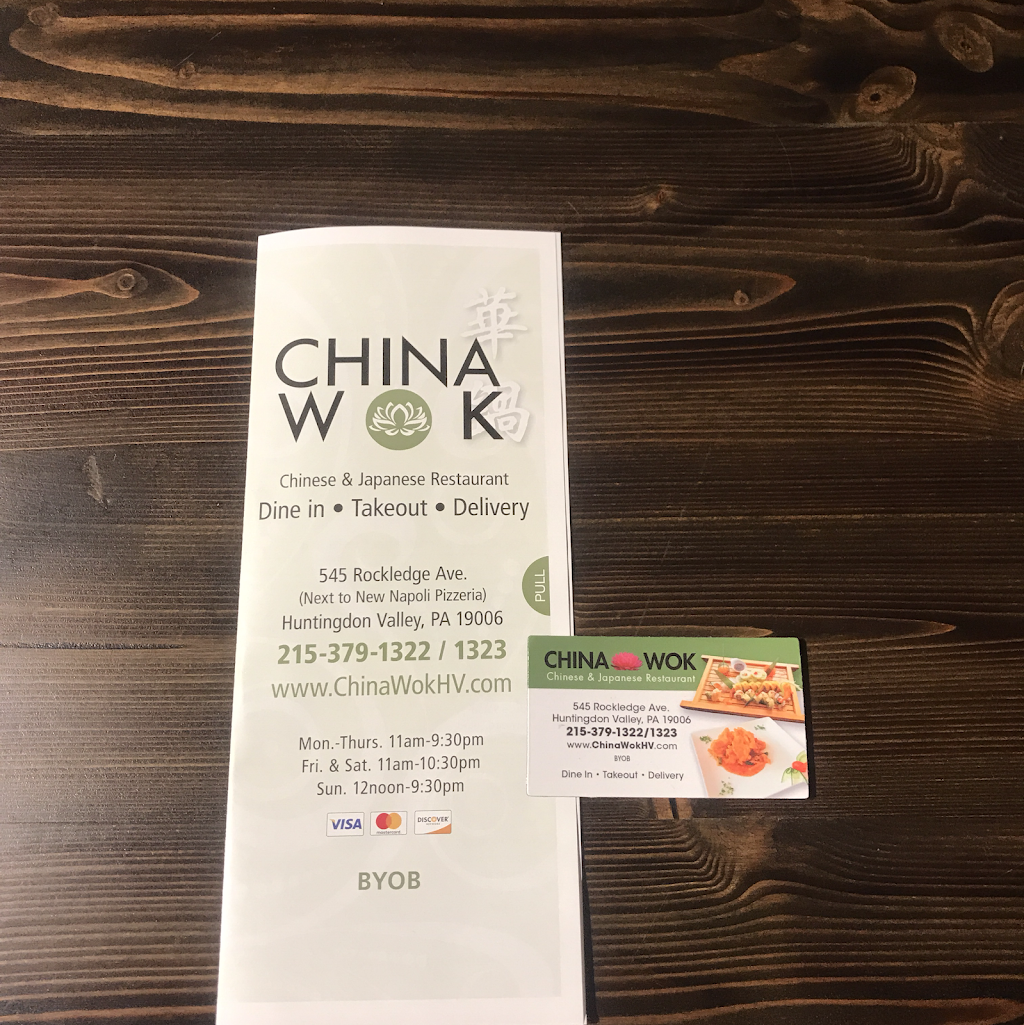 華鍋
CHINA
W K
Chinese & Japanese Restaurant
Dine in • Takeout • Delivery
545 Rockledge Ave.
(Next to New Napoli Pizzeria)
Huntingdon Valley, PA 19006
215-379-1322 / 1323
www.ChinaWokHV.com
Mon.-Thurs. 11am-9:30pm
Fri. & Sat. 11am-10:30pm
Sun. 12noon-9:30pm
VISA mastercard DISCOVER
BYOB
PULL
CHINA WOK
Chinese & Japanese Restaurant
545 Rockledge Ave.
Huntingdon Valley, PA 19006
215-379-1322/1323
www.ChinaWokHV.com
BYOB
Dine In • Takeout • Delivery